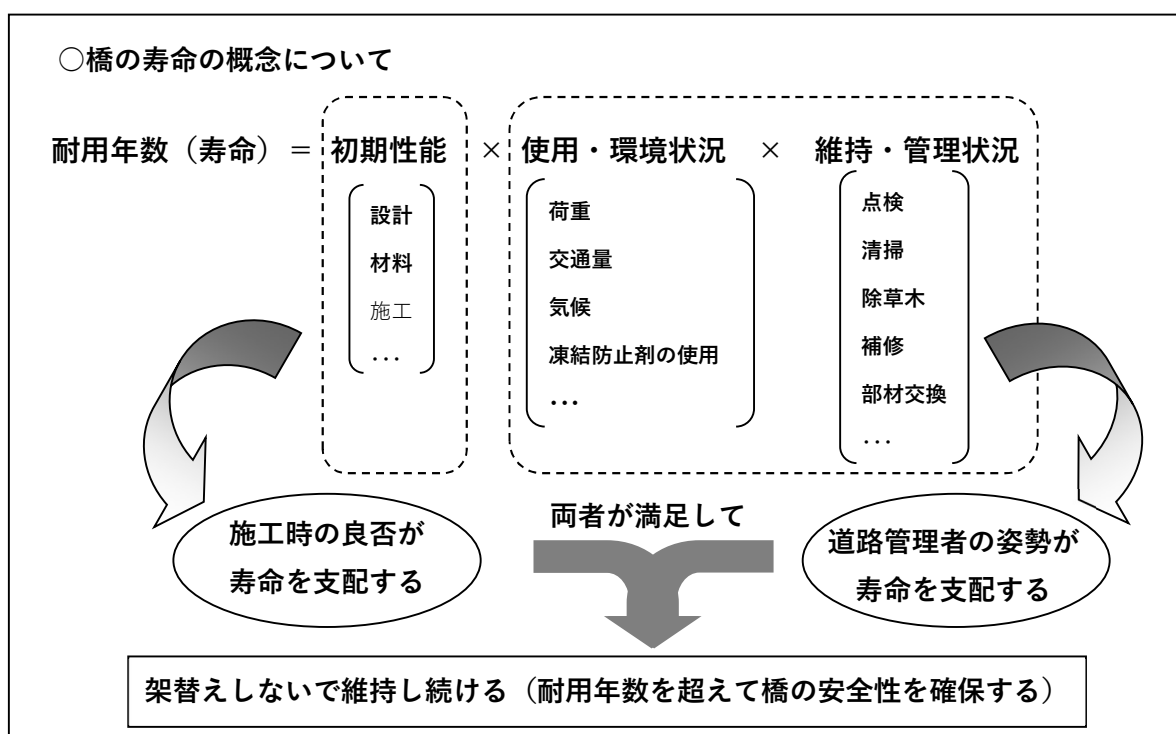 ○橋の寿命の概念について
耐用年数（寿命）＝ 初期性能 × 使用・環境状況 × 維持・管理状況
設計
材料
施工
・・・
荷重
交通量
気候
凍結防止剤の使用
・・・
点検
清掃
除草木
補修
部材交換
・・・
施工時の良否が
寿命を支配する
両者が満足して
道路管理者の姿勢が
寿命を支配する
架替えしないで維持し続ける（耐用年数を超えて橋の安全性を確保する）